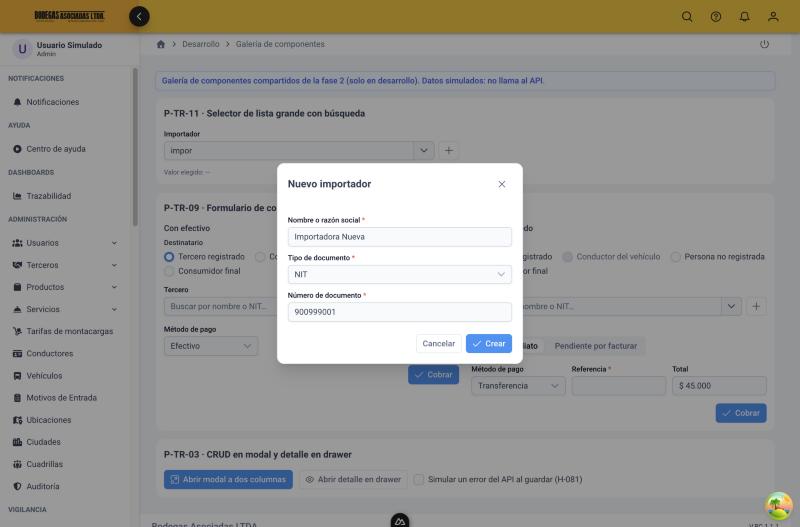 BODEGAS ASOCIADAS LTDA.
U
Usuario Simulado
Admin
NOTIFICACIONES
Notificaciones
AYUDA
Centro de ayuda
DASHBOARDS
Trazabilidad
ADMINISTRACIÓN
Usuarios
Terceros
Productos
Servicios
Tarifas de montacargas
Conductores
Vehículos
Motivos de Entrada
Ubicaciones
Ciudades
Cuadrillas
Auditoría
VIGILANCIA
Desarrollo
Galería de componentes
Galería de componentes compartidos de la fase 2 (solo en desarrollo). Datos simulados: no llama al API.
P-TR-11 · Selector de lista grande con búsqueda
Importador
impor
Valor elegido: —
P-TR-09 · Formulario de co
Con efectivo
Destinatario
Tercero registrado
Co
Consumidor final
Tercero
Buscar por nombre o NIT...
Método de pago
Efectivo
Cobrar
do
gistrado
Conductor del vehículo
Persona no registrada
or final
ombre o NIT...
iato
Pendiente por facturar
Método de pago
Referencia *
Total
Transferencia
$ 45.000
Cobrar
Nuevo importador
Nombre o razón social *
Importadora Nueva
Tipo de documento *
NIT
Número de documento *
900999001
Cancelar
Crear
P-TR-03 · CRUD en modal y detalle en drawer
Abrir modal a dos columnas
Abrir detalle en drawer
Simular un error del API al guardar (H-081)
Bodegas Asociadas LTDA